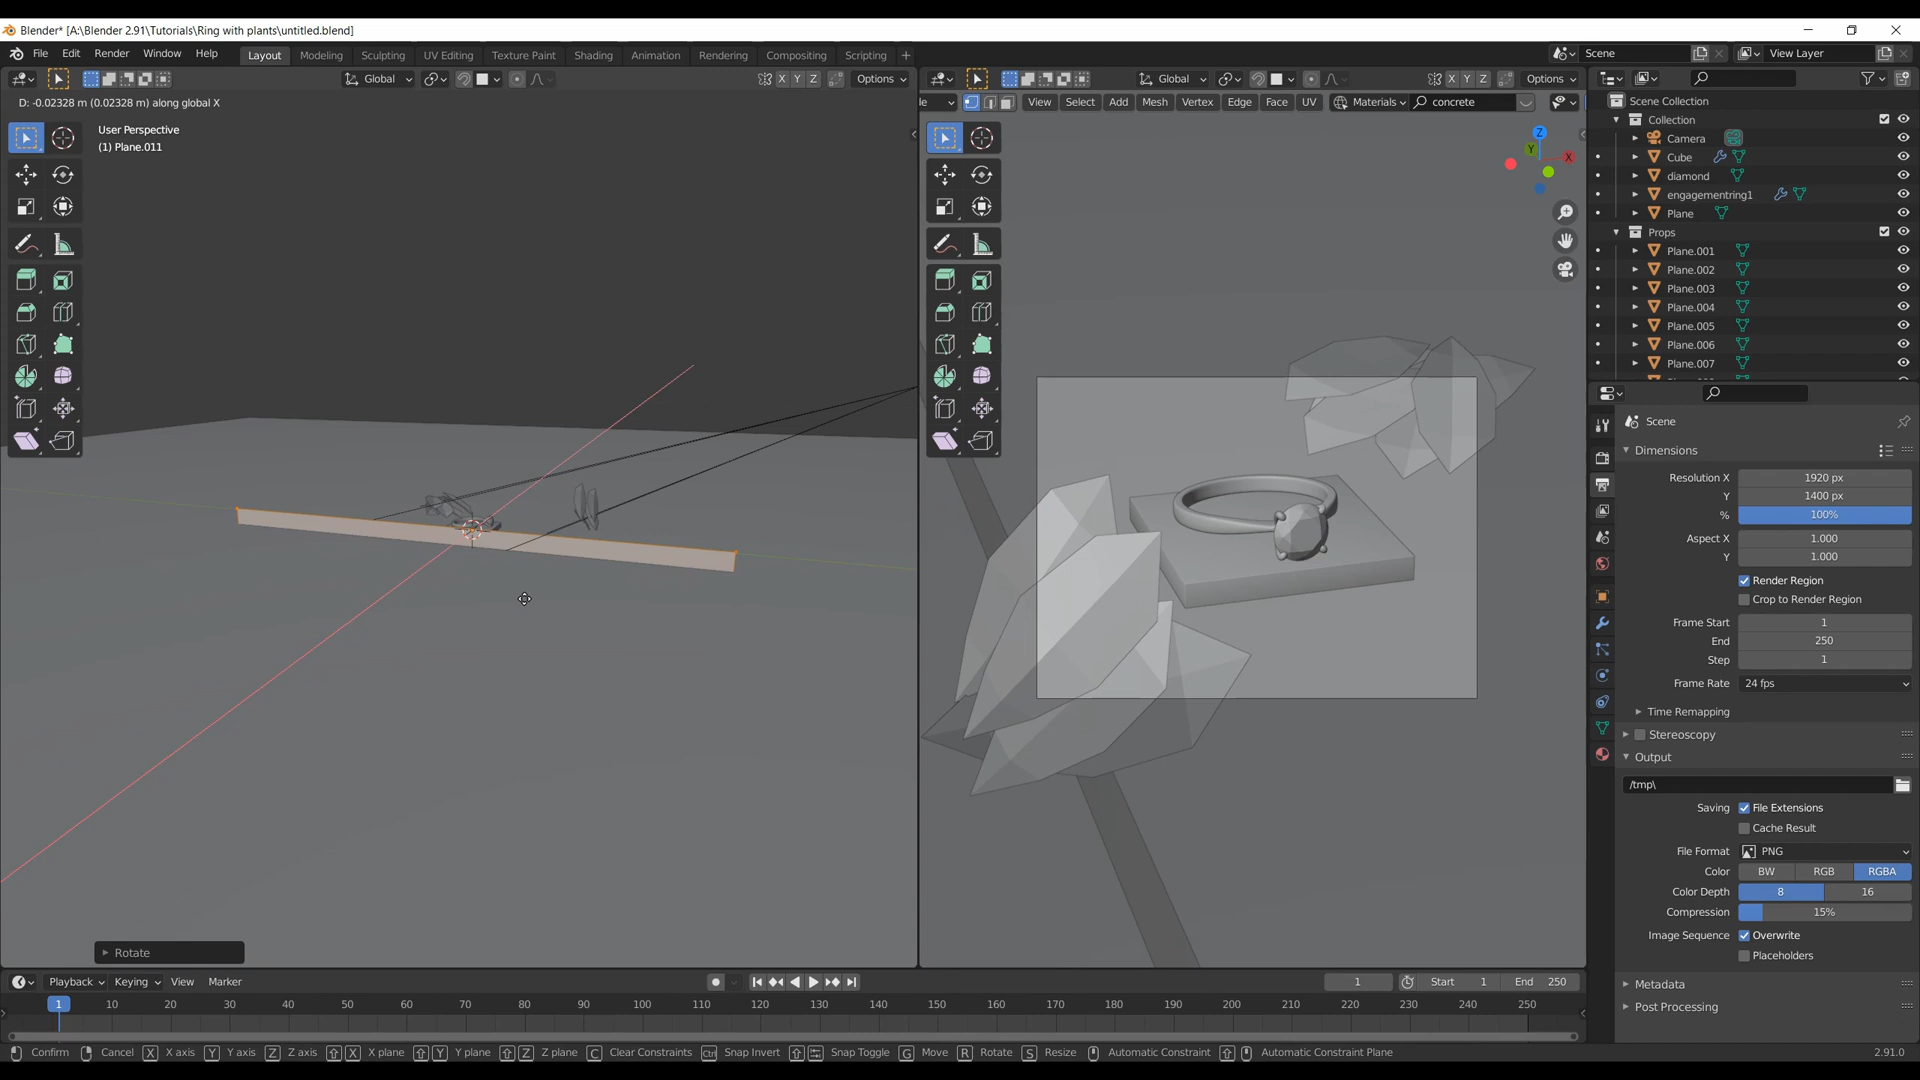 Blender* [A:\Blender 2.91\Tutorials\Ring with plants\untitled.blend]
File Edit Render Window Help Layout Modeling Sculpting UV Editing Texture Paint Shading Animation Rendering Compositing Scripting + Scene View Layer
Global X Y Z Options Global X Y Z Options
D: -0.02328 m (0.02328 m) along global X
le View Select Add Mesh Vertex Edge Face UV Materials concrete
User Perspective
(1) Plane.011
Z
Y
X
Scene Collection
Collection
Camera
Cube
diamond
engagementring1
Plane
Props
Plane.001
Plane.002
Plane.003
Plane.004
Plane.005
Plane.006
Plane.007
Scene
Dimensions
Resolution X 1920 px
Y 1400 px
% 100%
Aspect X 1.000
Y 1.000
Render Region
Crop to Render Region
Frame Start 1
End 250
Step 1
Frame Rate 24 fps
Time Remapping
Stereoscopy
Output
/tmp\
Saving File Extensions
Cache Result
File Format PNG
Color BW RGB RGBA
Color Depth 8 16
Compression 15%
Image Sequence Overwrite
Placeholders
Metadata
Post Processing
Rotate
Playback Keying View Marker 1 Start 1 End 250
1 10 20 30 40 50 60 70 80 90 100 110 120 130 140 150 160 170 180 190 200 210 220 230 240 250
Confirm Cancel X X axis Y Y axis Z Z axis X X plane Y Y plane Z Z plane C Clear Constraints Ctrl Snap Invert Snap Toggle G Move R Rotate S Resize Automatic Constraint Automatic Constraint Plane 2.91.0